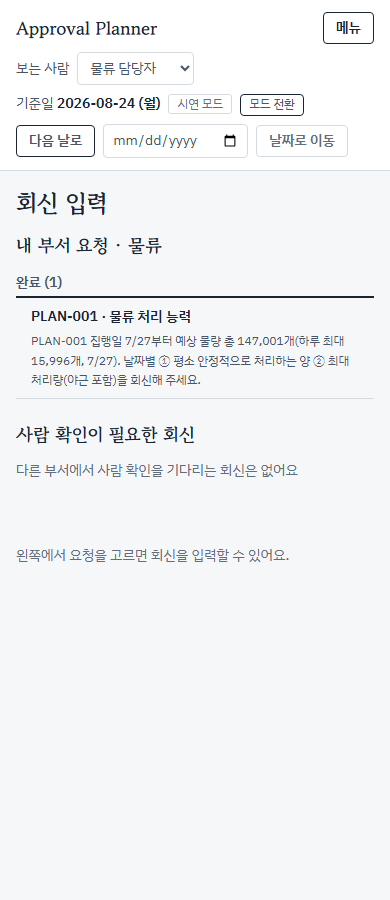 Approval Planner
메뉴
보는 사람 물류 담당자
기준일 2026-08-24 (월) 시연 모드 모드 전환
다음 날로 mm/dd/yyyy 날짜로 이동
회신 입력
내 부서 요청 · 물류
완료 (1)
PLAN-001 · 물류 처리 능력
PLAN-001 집행일 7/27부터 예상 물량 총 147,001개(하루 최대
15,996개, 7/27). 날짜별 ① 평소 안정적으로 처리하는 양 ② 최대
처리량(야근 포함)을 회신해 주세요.
사람 확인이 필요한 회신
다른 부서에서 사람 확인을 기다리는 회신은 없어요
왼쪽에서 요청을 고르면 회신을 입력할 수 있어요.